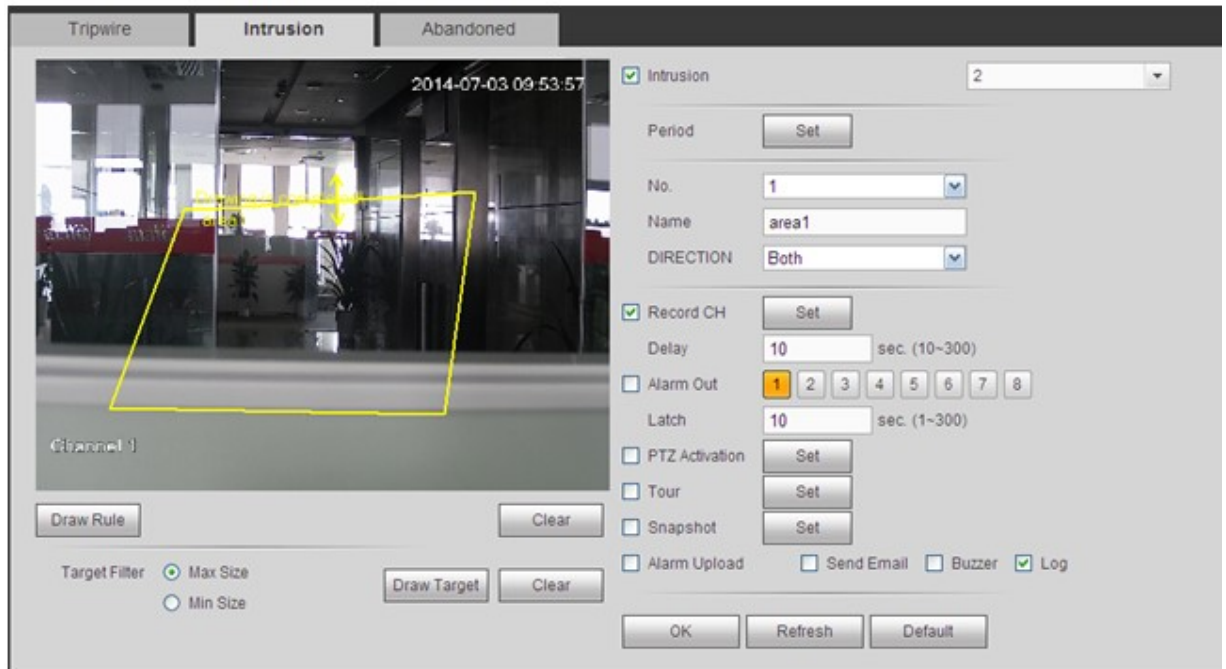 Tripwire Intrusion Abandoned
2014-07-03 09:53:57
area1
Channel 1
Draw Rule Clear
Target Filter Max Size
Min Size
Draw Target Clear
Intrusion 2
Period Set
No. 1
Name area1
DIRECTION Both
Record CH Set
Delay 10 sec. (10~300)
Alarm Out 1 2 3 4 5 6 7 8
Latch 10 sec. (1~300)
PTZ Activation Set
Tour Set
Snapshot Set
Alarm Upload Send Email Buzzer Log
OK Refresh Default